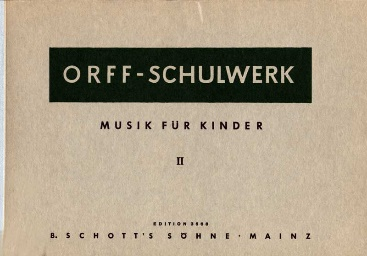 ORFF-SCHULWERK
MUSIK FÜR KINDER
II
EDITION
B. SCHOTT'S SÖHNE · MAINZ